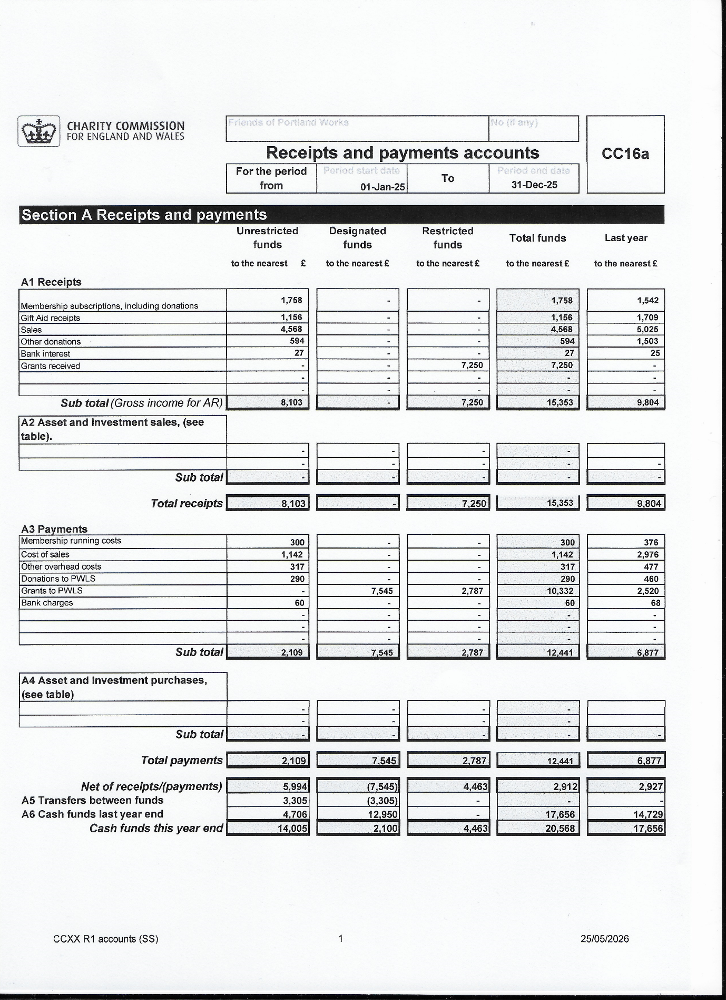 CHARITY COMMISSION
FOR ENGLAND AND WALES
Friends of Portland Works No (if any)
Receipts and payments accounts
CC16a
For the period from Period start date 01-Jan-25 To Period end date 31-Dec-25
Section A Receipts and payments
Unrestricted funds Designated funds Restricted funds Total funds Last year
to the nearest £ to the nearest £ to the nearest £ to the nearest £ to the nearest £
A1 Receipts
Membership subscriptions, including donations 1,758 - - 1,758 1,542
Gift Aid receipts 1,156 - - 1,156 1,709
Sales 4,568 - - 4,568 5,025
Other donations 594 - - 594 1,503
Bank interest 27 - - 27 25
Grants received - - 7,250 7,250 -
- - - - -
- - - - -
Sub total (Gross income for AR) 8,103 - 7,250 15,353 9,804
A2 Asset and investment sales, (see
table).
- - - -
- - - - -
Sub total - - - - -
Total receipts 8,103 - 7,250 15,353 9,804
A3 Payments
Membership running costs 300 - - 300 376
Cost of sales 1,142 - - 1,142 2,976
Other overhead costs 317 - - 317 477
Donations to PWLS 290 - - 290 460
Grants to PWLS - 7,545 2,787 10,332 2,520
Bank charges 60 - - 60 68
- - - - -
- - - - -
- - - - -
Sub total 2,109 7,545 2,787 12,441 6,877
A4 Asset and investment purchases,
(see table)
- - - -
- - - -
Sub total - - - - -
Total payments 2,109 7,545 2,787 12,441 6,877
Net of receipts/(payments) 5,994 (7,545) 4,463 2,912 2,927
A5 Transfers between funds 3,305 (3,305) - - -
A6 Cash funds last year end 4,706 12,950 - 17,656 14,729
Cash funds this year end 14,005 2,100 4,463 20,568 17,656
CCXX R1 accounts (SS) 1 25/05/2026